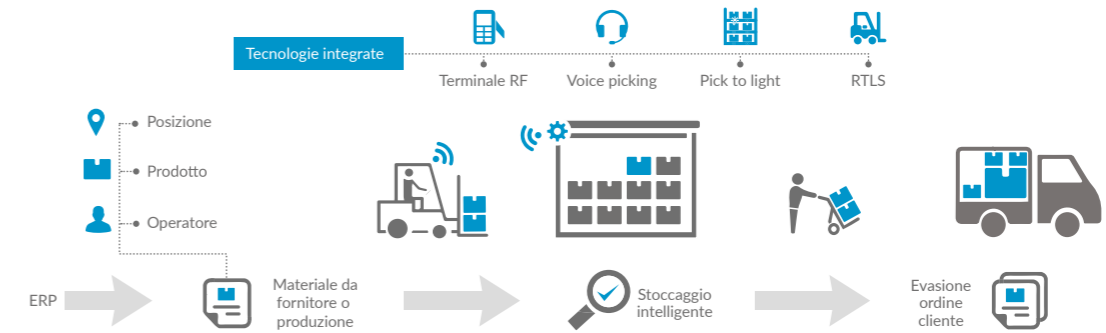 Tecnologie integrate
Terminale RF
Voice picking
Pick to light
RTLS
Posizione
Prodotto
Operatore
ERP
Materiale da
fornitore o
produzione
Stoccaggio
intelligente
Evasione
ordine
cliente